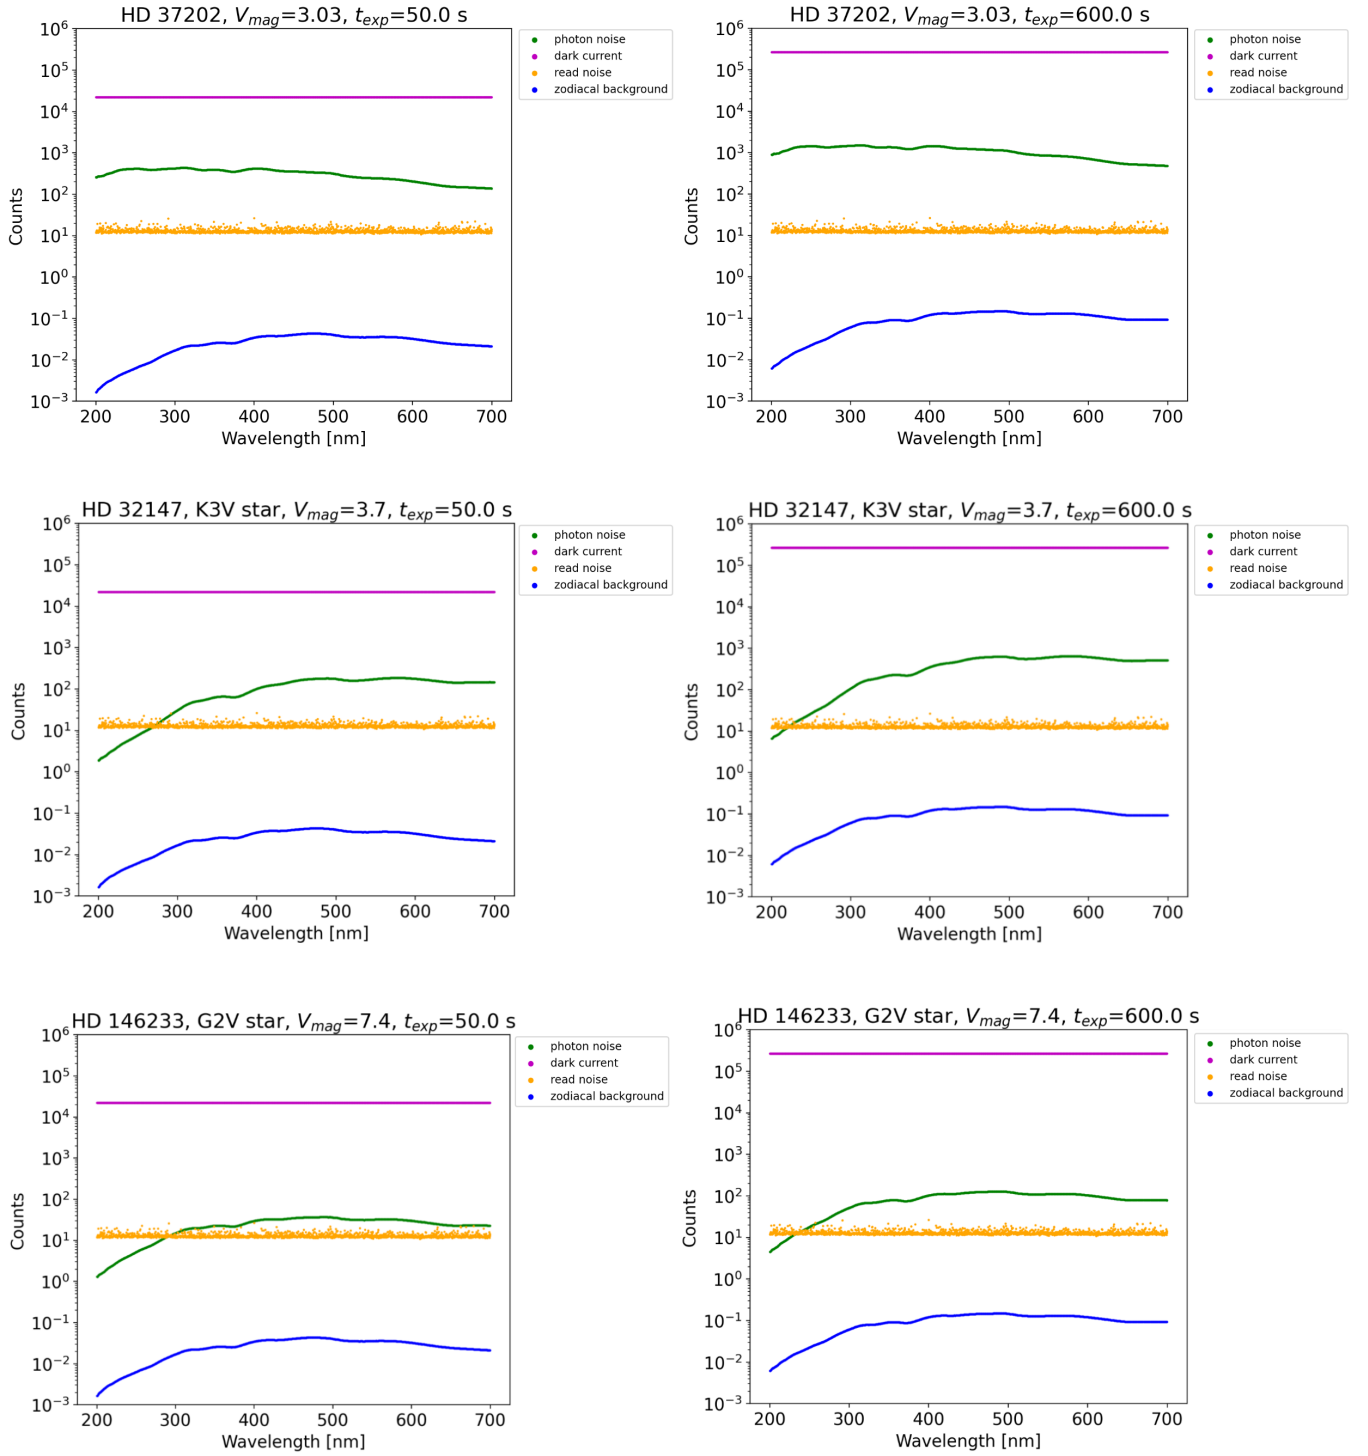 HD 37202, V_mag=3.03, t_exp=50.0 s
10^6
10^5
10^4
10^3
10^2
10^1
10^0
10^-1
10^-2
10^-3
Counts
200 300 400 500 600 700
Wavelength [nm]
photon noise
dark current
read noise
zodiacal background
HD 37202, V_mag=3.03, t_exp=600.0 s
10^6
10^5
10^4
10^3
10^2
10^1
10^0
10^-1
10^-2
10^-3
Counts
200 300 400 500 600 700
Wavelength [nm]
photon noise
dark current
read noise
zodiacal background
HD 32147, K3V star, V_mag=3.7, t_exp=50.0 s
10^6
10^5
10^4
10^3
10^2
10^1
10^0
10^-1
10^-2
10^-3
Counts
200 300 400 500 600 700
Wavelength [nm]
photon noise
dark current
read noise
zodiacal background
HD 32147, K3V star, V_mag=3.7, t_exp=600.0 s
10^6
10^5
10^4
10^3
10^2
10^1
10^0
10^-1
10^-2
10^-3
Counts
200 300 400 500 600 700
Wavelength [nm]
photon noise
dark current
read noise
zodiacal background
HD 146233, G2V star, V_mag=7.4, t_exp=50.0 s
10^6
10^5
10^4
10^3
10^2
10^1
10^0
10^-1
10^-2
10^-3
Counts
200 300 400 500 600 700
Wavelength [nm]
photon noise
dark current
read noise
zodiacal background
HD 146233, G2V star, V_mag=7.4, t_exp=600.0 s
10^6
10^5
10^4
10^3
10^2
10^1
10^0
10^-1
10^-2
10^-3
Counts
200 300 400 500 600 700
Wavelength [nm]
photon noise
dark current
read noise
zodiacal background